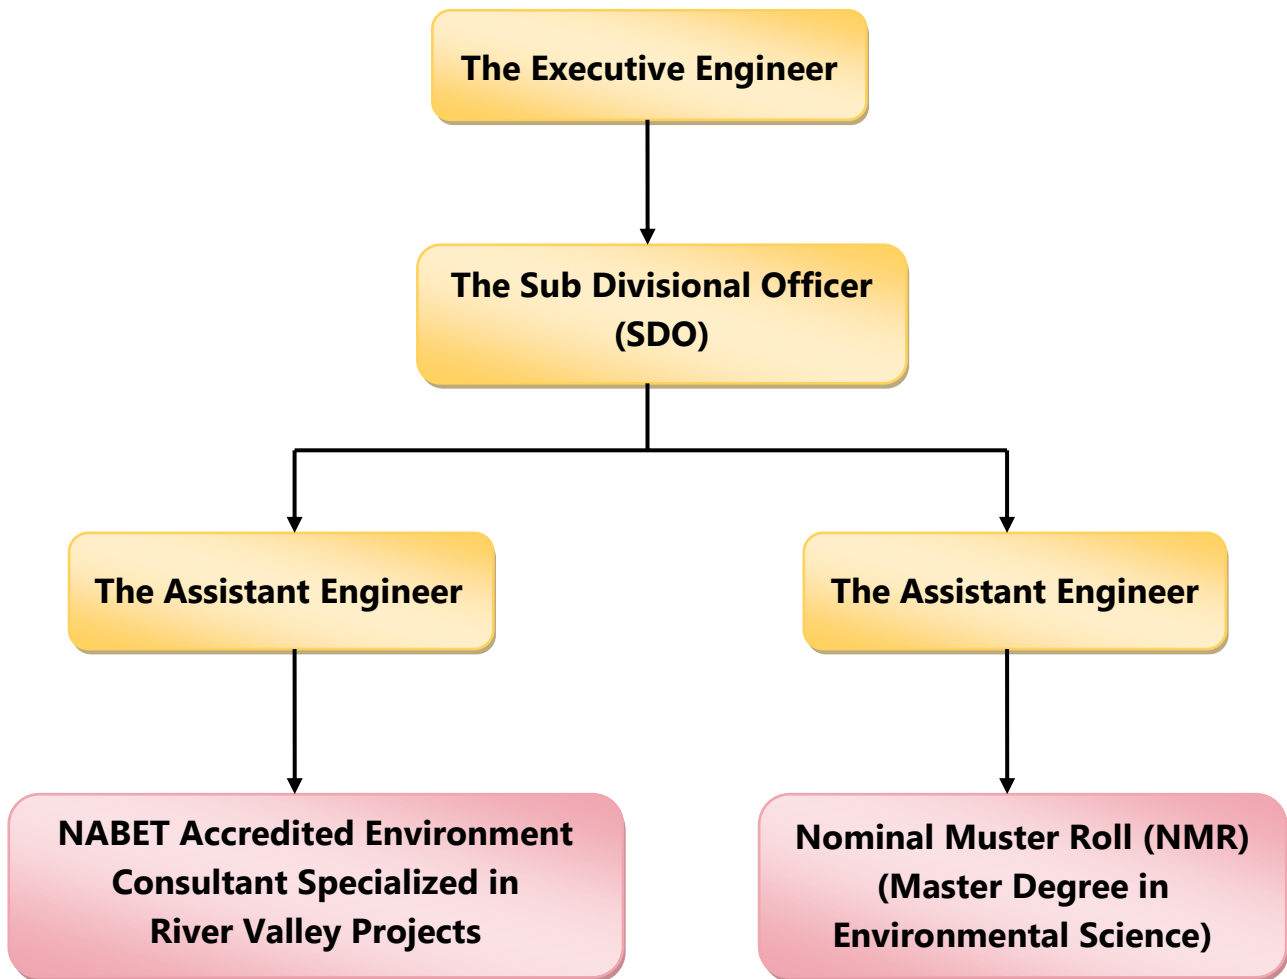 The Executive Engineer
The Sub Divisional Officer
(SDO)
The Assistant Engineer
The Assistant Engineer
NABET Accredited Environment
Consultant Specialized in
River Valley Projects
Nominal Muster Roll (NMR)
(Master Degree in
Environmental Science)